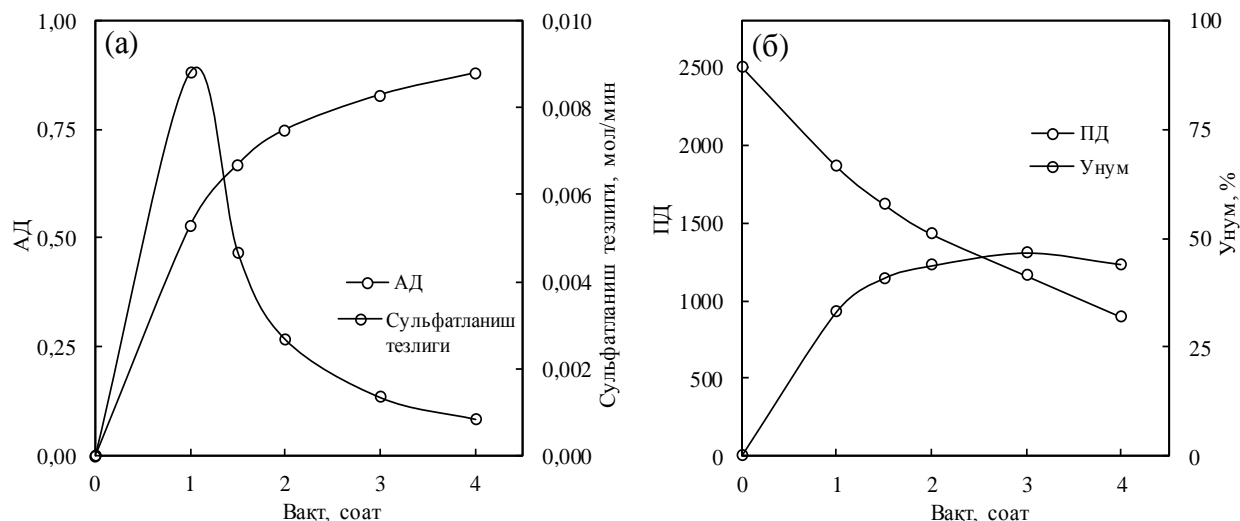 (а)
1,00
0,75
0,50
0,25
0,00
АД
0,010
0,008
0,006
0,004
0,002
0,000
Сульфатланиш тезлиги, мол/мин
АД
Сульфатланиш
тезлиги
0 1 2 3 4
Вақт, соат
(б)
2500
2000
1500
1000
500
0
ПД
100
75
50
25
0
Унум, %
ПД
Унум
0 1 2 3 4
Вақт, соат